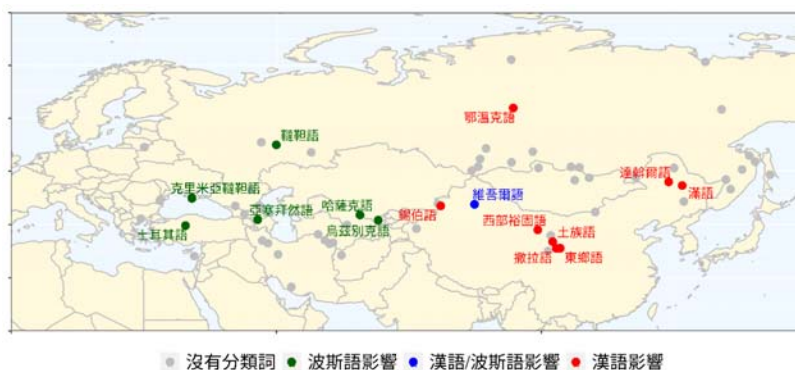 鄂溫克語
韃靼語
達斡爾語
滿語
克里米亞韃靼語
哈薩克語
維吾爾語
亞塞拜然語
錫伯語
西部裕固語
土耳其語
烏茲別克語
土族語
撒拉語
東鄉語
沒有分類詞
波斯語影響
漢語/波斯語影響
漢語影響